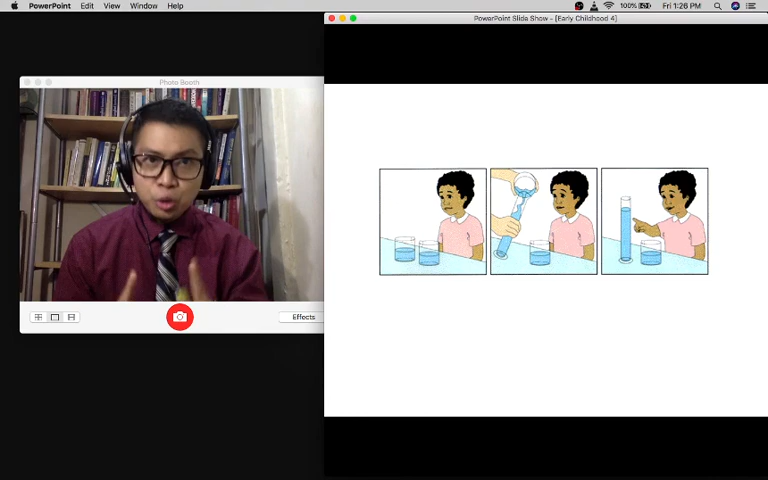 PowerPoint Edit View Window Help
100% Fri 1:26 PM
PowerPoint Slide Show - [Early Childhood 4]
Photo Booth
Effects